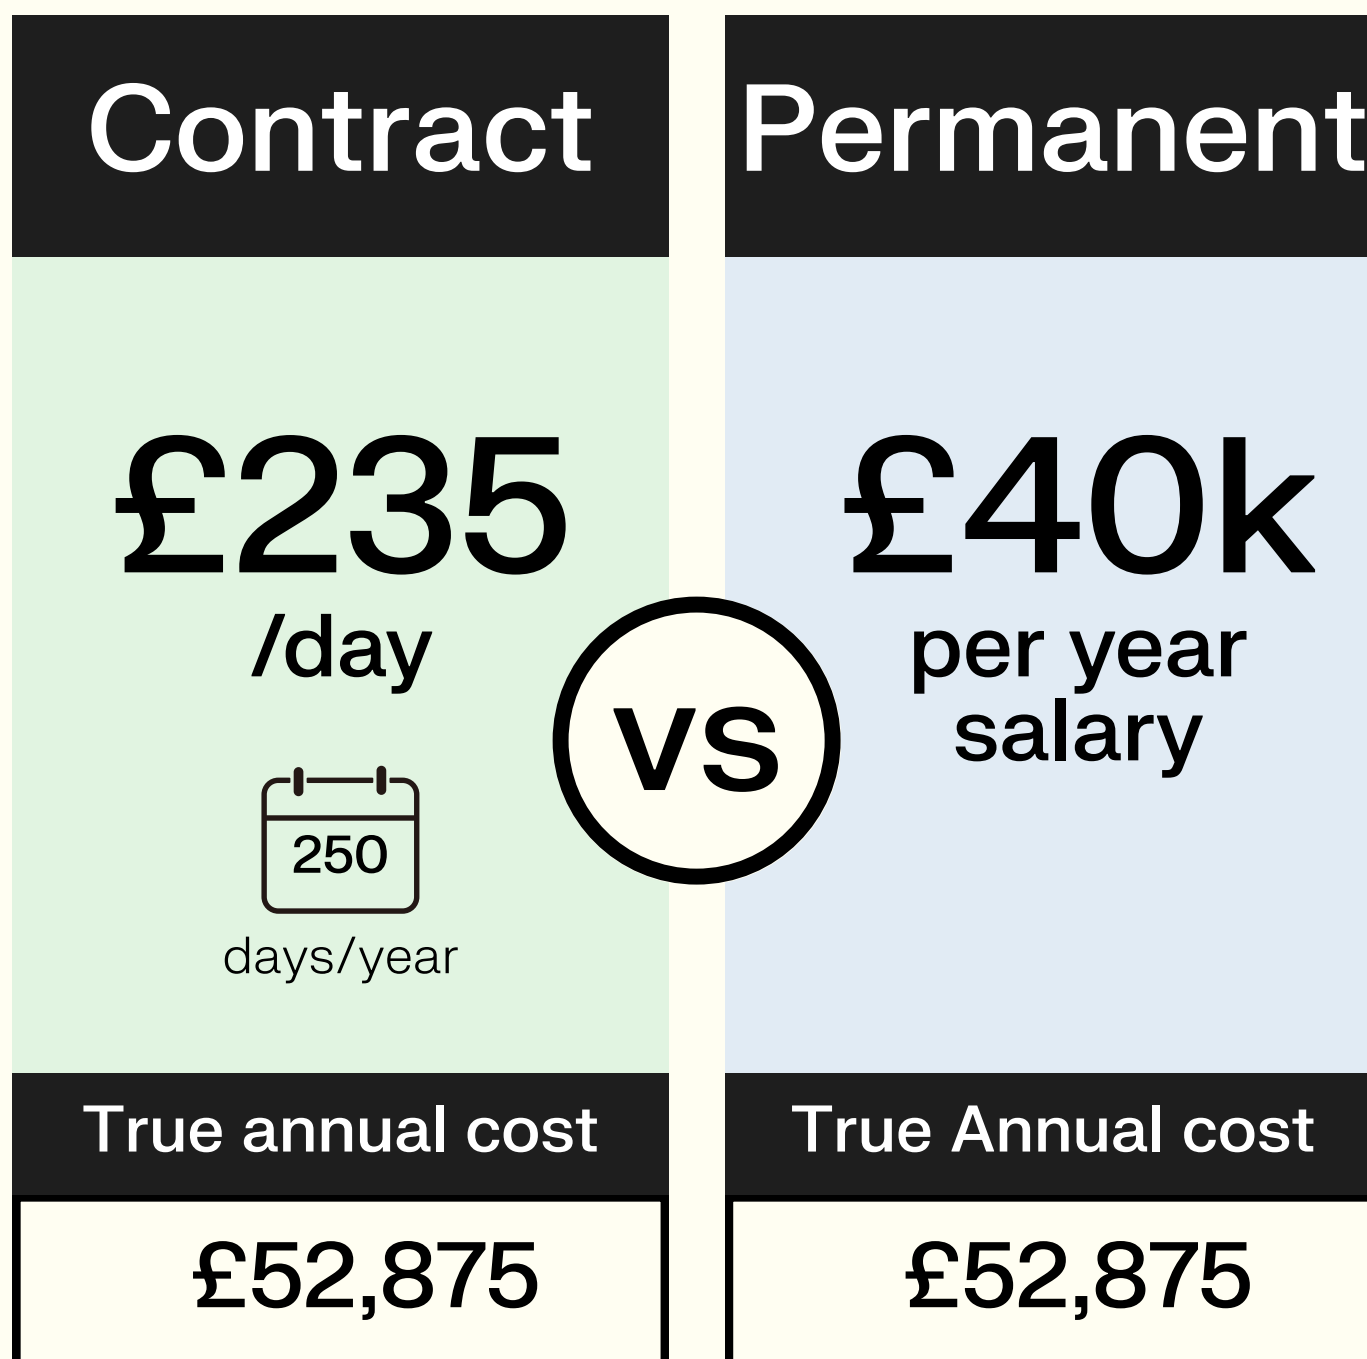 Contract
£235
/day
250
days/year
True annual cost
£52,875
vs
Permanent
£40k
per year
salary
True Annual cost
£52,875